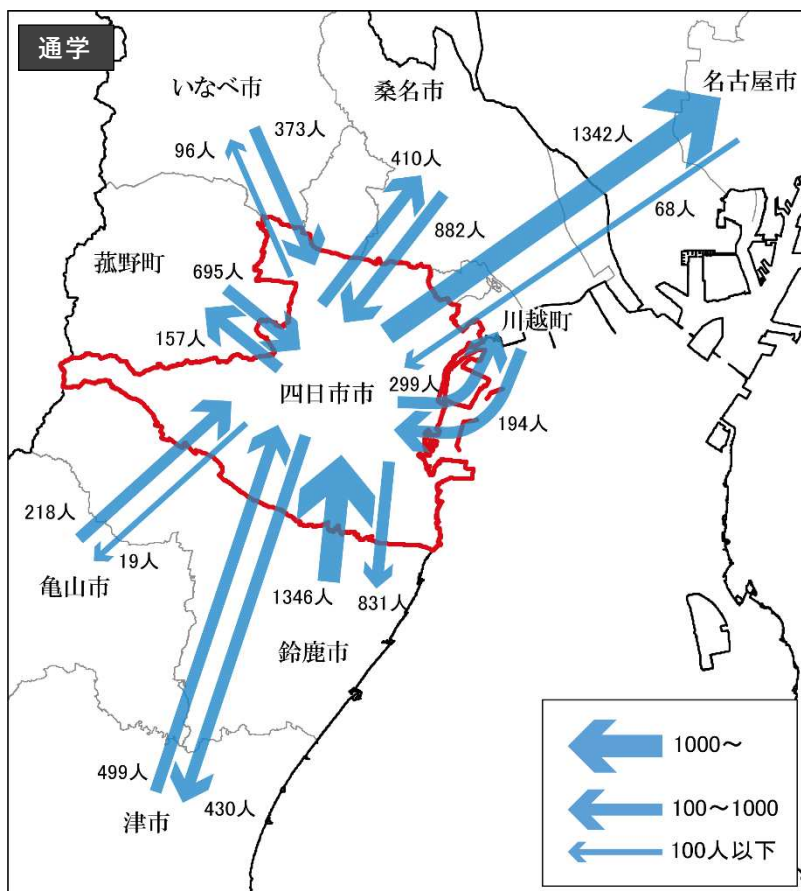 通学
いなべ市
桑名市
名古屋市
373人
1342人
96人
410人
68人
882人
菰野町
695人
川越町
157人
299人
四日市市
194人
218人
19人
亀山市
1346人
831人
鈴鹿市
499人
430人
津市
1000～
100～1000
100人以下